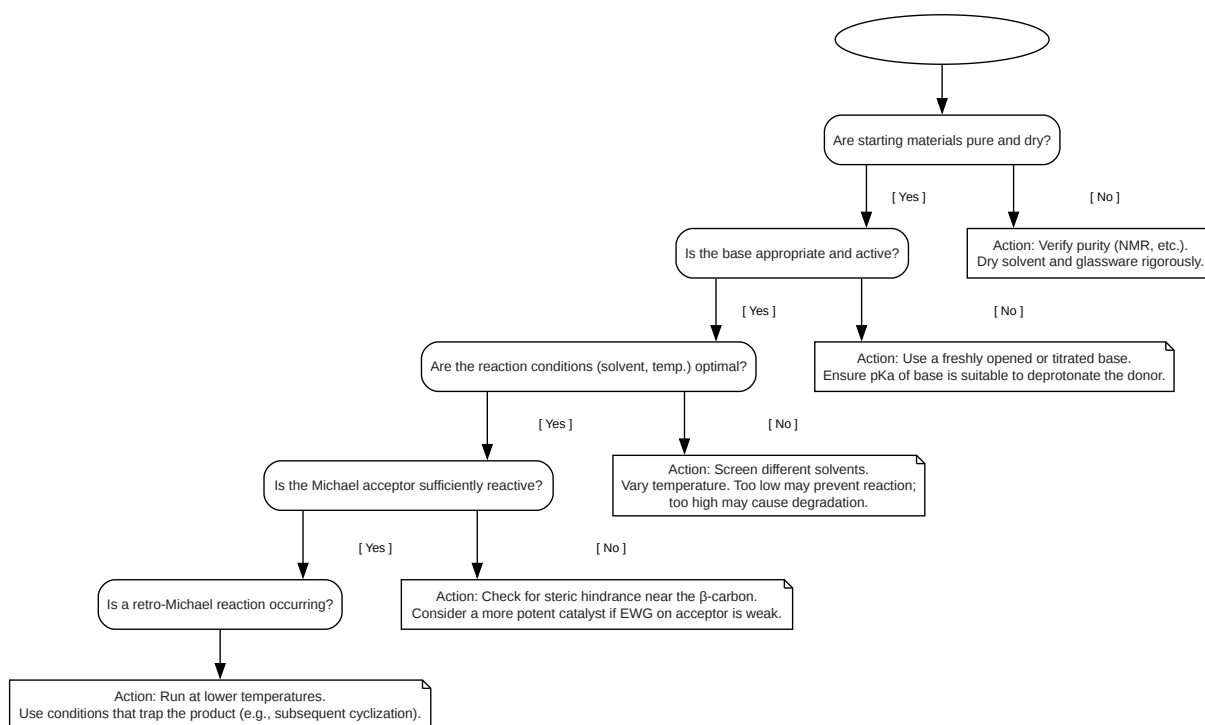 Are starting materials pure and dry?
[ Yes ]
[ No ]
Is the base appropriate and active?
Action: Verify purity (NMR, etc.).
Dry solvent and glassware rigorously.
[ Yes ]
[ No ]
Are the reaction conditions (solvent, temp.) optimal?
Action: Use a freshly opened or titrated base.
Ensure pKa of base is suitable to deprotonate the donor.
[ Yes ]
[ No ]
Is the Michael acceptor sufficiently reactive?
Action: Screen different solvents.
Vary temperature. Too low may prevent reaction;
too high may cause degradation.
[ Yes ]
[ No ]
Is a retro-Michael reaction occurring?
Action: Check for steric hindrance near the β-carbon.
Consider a more potent catalyst if EWG on acceptor is weak.
Action: Run at lower temperatures.
Use conditions that trap the product (e.g., subsequent cyclization).